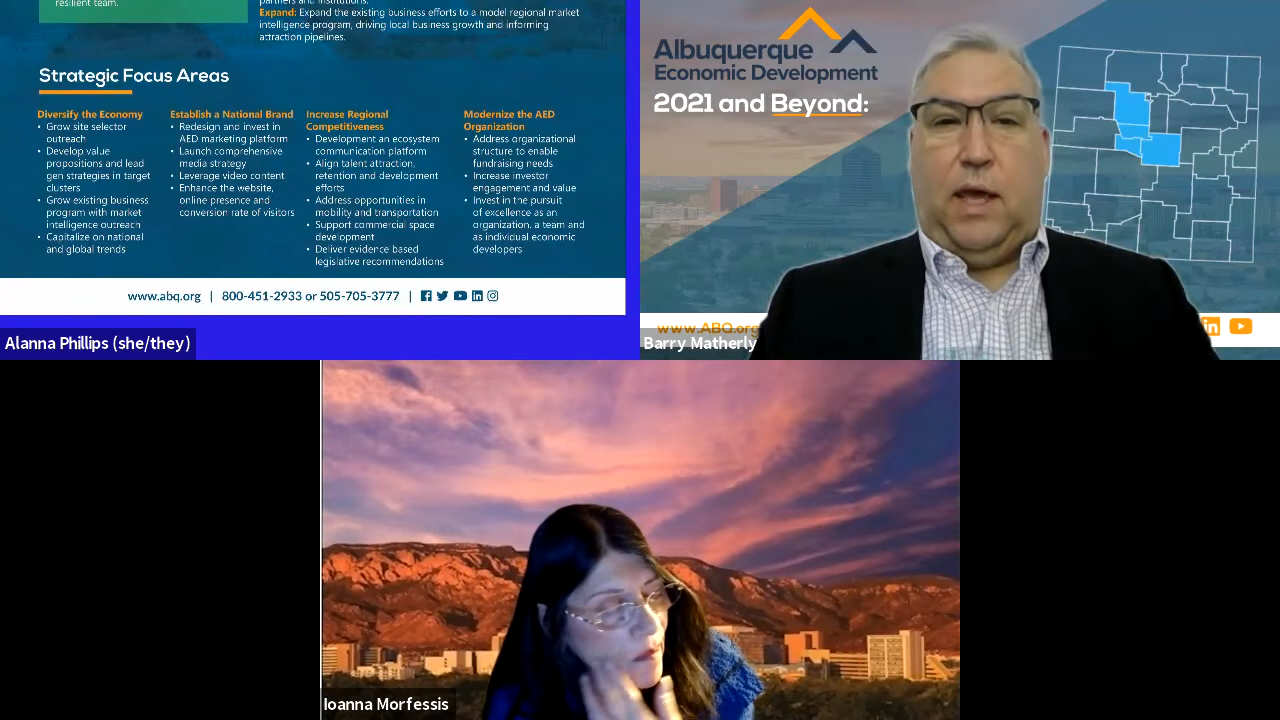 resilient team.
partners and institutions.
Expand: Expand the existing business efforts to a model regional market
intelligence program, driving local business growth and informing
attraction pipelines.
Strategic Focus Areas
Diversify the Economy
• Grow site selector
outreach
• Develop value
propositions and lead
gen strategies in target
clusters
• Grow existing business
program with market
intelligence outreach
• Capitalize on national
and global trends
Establish a National Brand
• Redesign and invest in
AED marketing platform
• Launch comprehensive
media strategy
• Leverage video content
• Enhance the website,
online presence and
conversion rate of visitors
Increase Regional
Competitiveness
• Development an ecosystem
communication platform
• Align talent attraction,
retention and development
efforts
• Address opportunities in
mobility and transportation
• Support commercial space
development
• Deliver evidence based
legislative recommendations
Modernize the AED
Organization
• Address organizational
structure to enable
fundraising needs
• Increase investor
engagement and value
• Invest in the pursuit
of excellence as an
organization, a team and
as individual economic
developers
www.abq.org | 800-451-2933 or 505-705-3777 |
Alanna Phillips (she/they)
Albuquerque
Economic Development
2021 and Beyond:
www.ABQ.org
in
Barry Matherly
Ioanna Morfessis